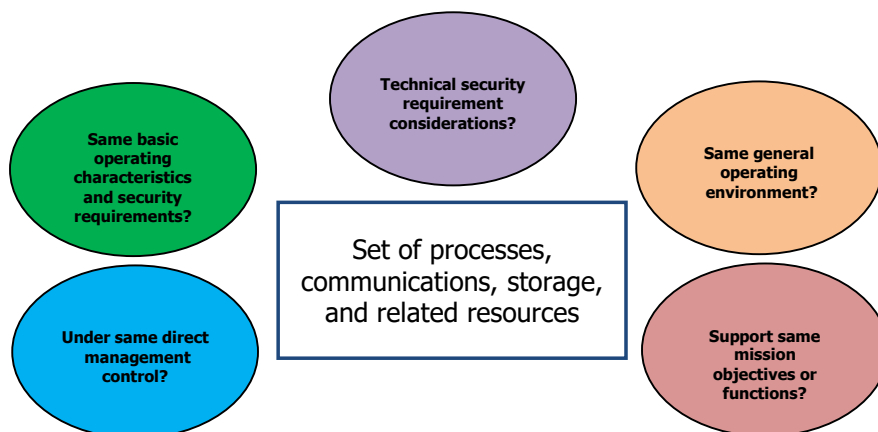 Technical security
requirement
considerations?
Same basic
operating
characteristics
and security
requirements?
Same general
operating
environment?
Set of processes,
communications, storage,
and related resources
Under same direct
management
control?
Support same
mission
objectives or
functions?